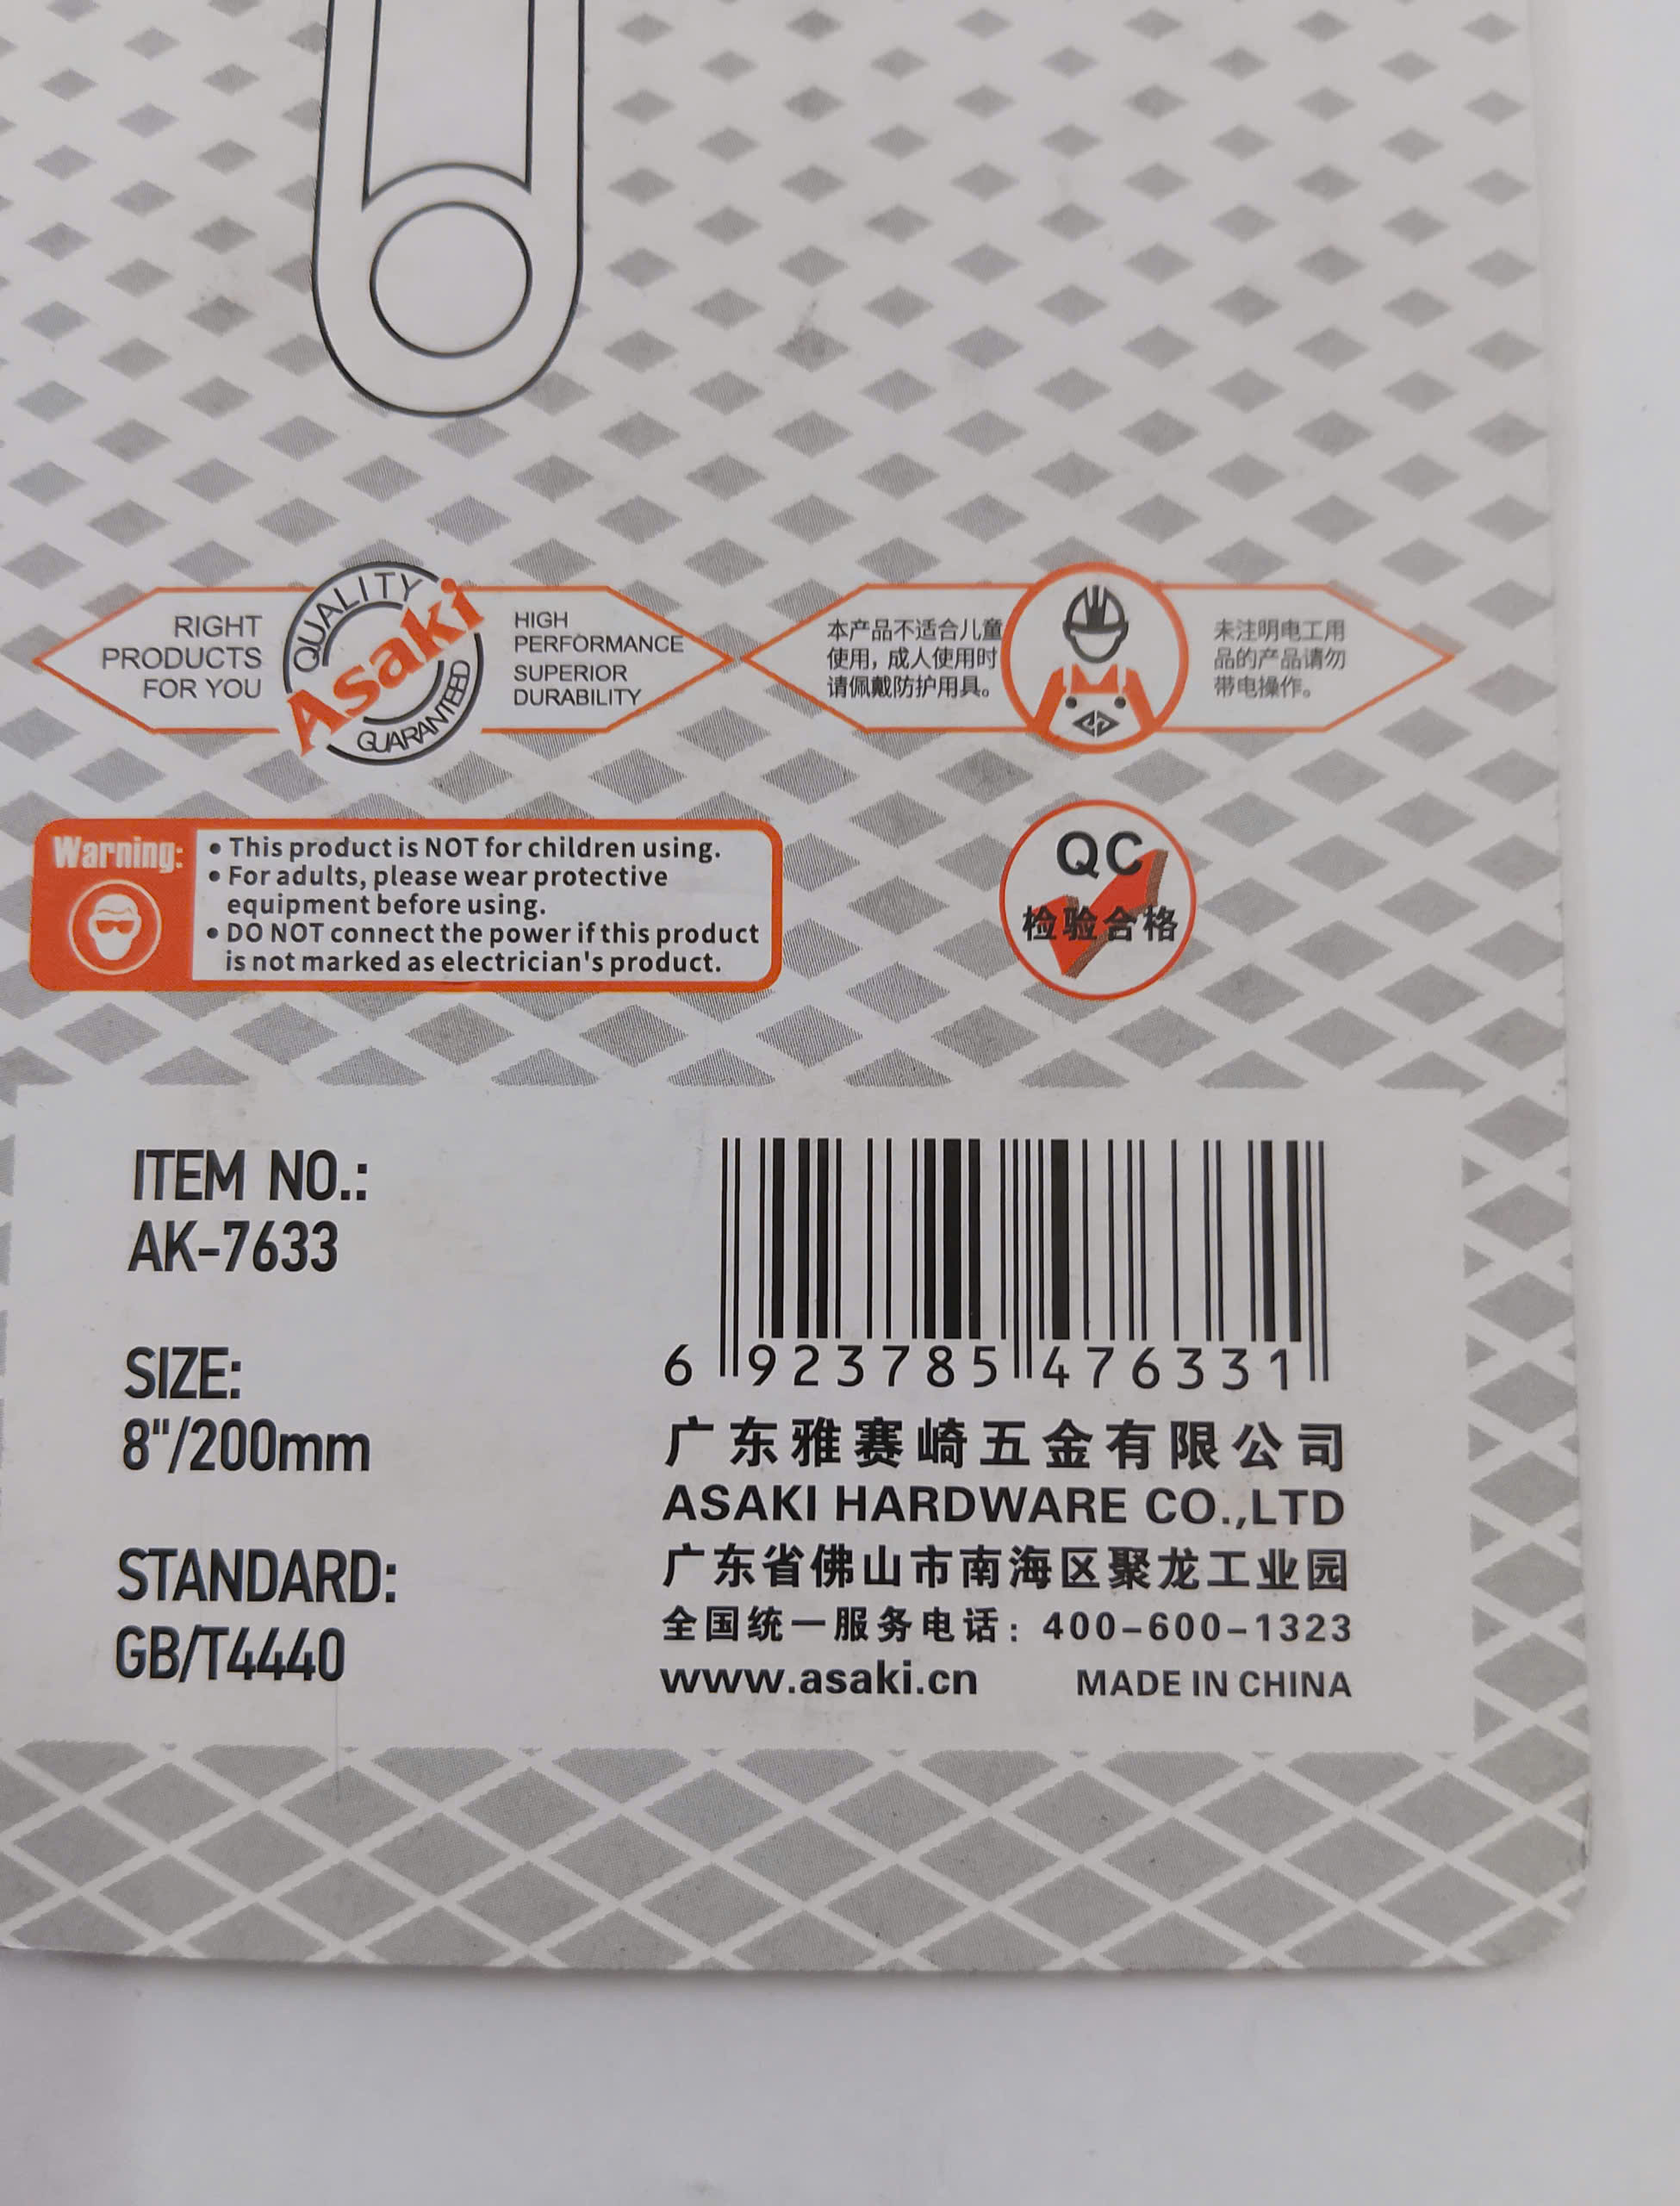 RIGHT
PRODUCTS
FOR YOU
QUALITY
Asaki
GUARANTEED
HIGH
PERFORMANCE
SUPERIOR
DURABILITY
本产品不适合儿童
使用，成人使用时
请佩戴防护用具。
未注明电工用
品的产品请勿
带电操作。
Warning:
• This product is NOT for children using.
• For adults, please wear protective
equipment before using.
• DO NOT connect the power if this product
is not marked as electrician's product.
QC
检验合格
ITEM NO.:
AK-7633
SIZE:
8"/200mm
STANDARD:
GB/T4440
6 923785 476331
广东雅赛崎五金有限公司
ASAKI HARDWARE CO.,LTD
广东省佛山市南海区聚龙工业园
全国统一服务电话：400-600-1323
www.asaki.cn MADE IN CHINA